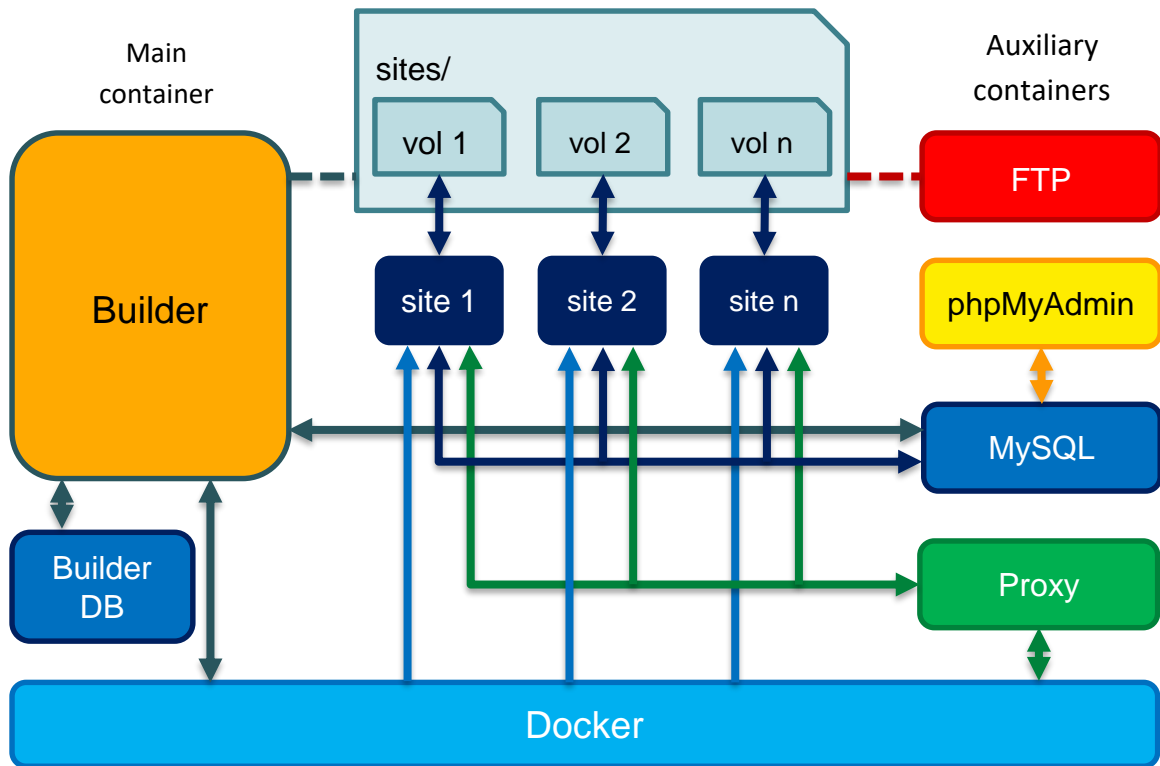 Main
container
sites/
vol 1
vol 2
vol n
Auxiliary
containers
FTP
Builder
site 1
site 2
site n
phpMyAdmin
MySQL
Builder
DB
Proxy
Docker